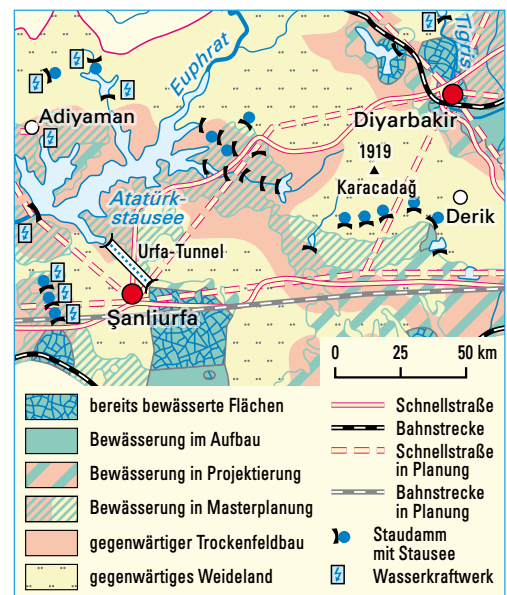 Euphrat
Tigris
Adiyaman
Diyarbakir
1919
Karacadağ
Derik
Atatürk-
stausee
Urfa-Tunnel
Şanliurfa
0 25 50 km
bereits bewässerte Flächen
Bewässerung im Aufbau
Bewässerung in Projektierung
Bewässerung in Masterplanung
gegenwärtiger Trockenfeldbau
gegenwärtiges Weideland
Schnellstraße
Bahnstrecke
Schnellstraße
in Planung
Bahnstrecke
in Planung
Staudamm
mit Stausee
Wasserkraftwerk